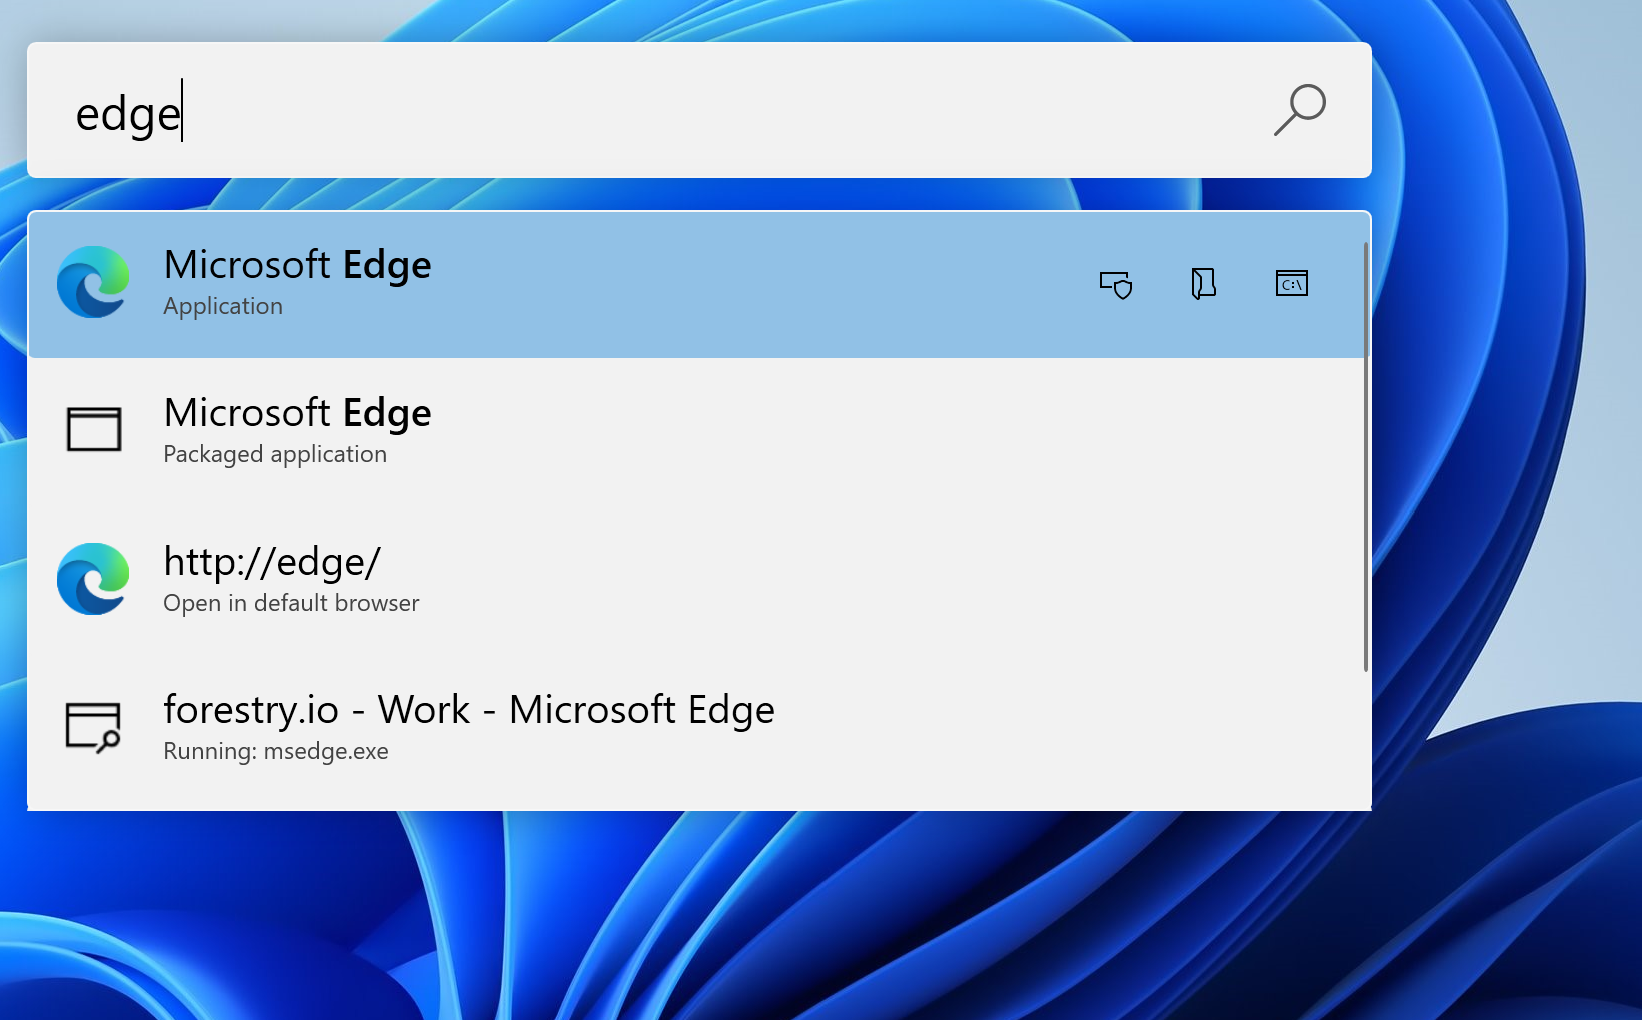 edge
Microsoft Edge
Application
C:\
Microsoft Edge
Packaged application
http://edge/
Open in default browser
forestry.io - Work - Microsoft Edge
Running: msedge.exe